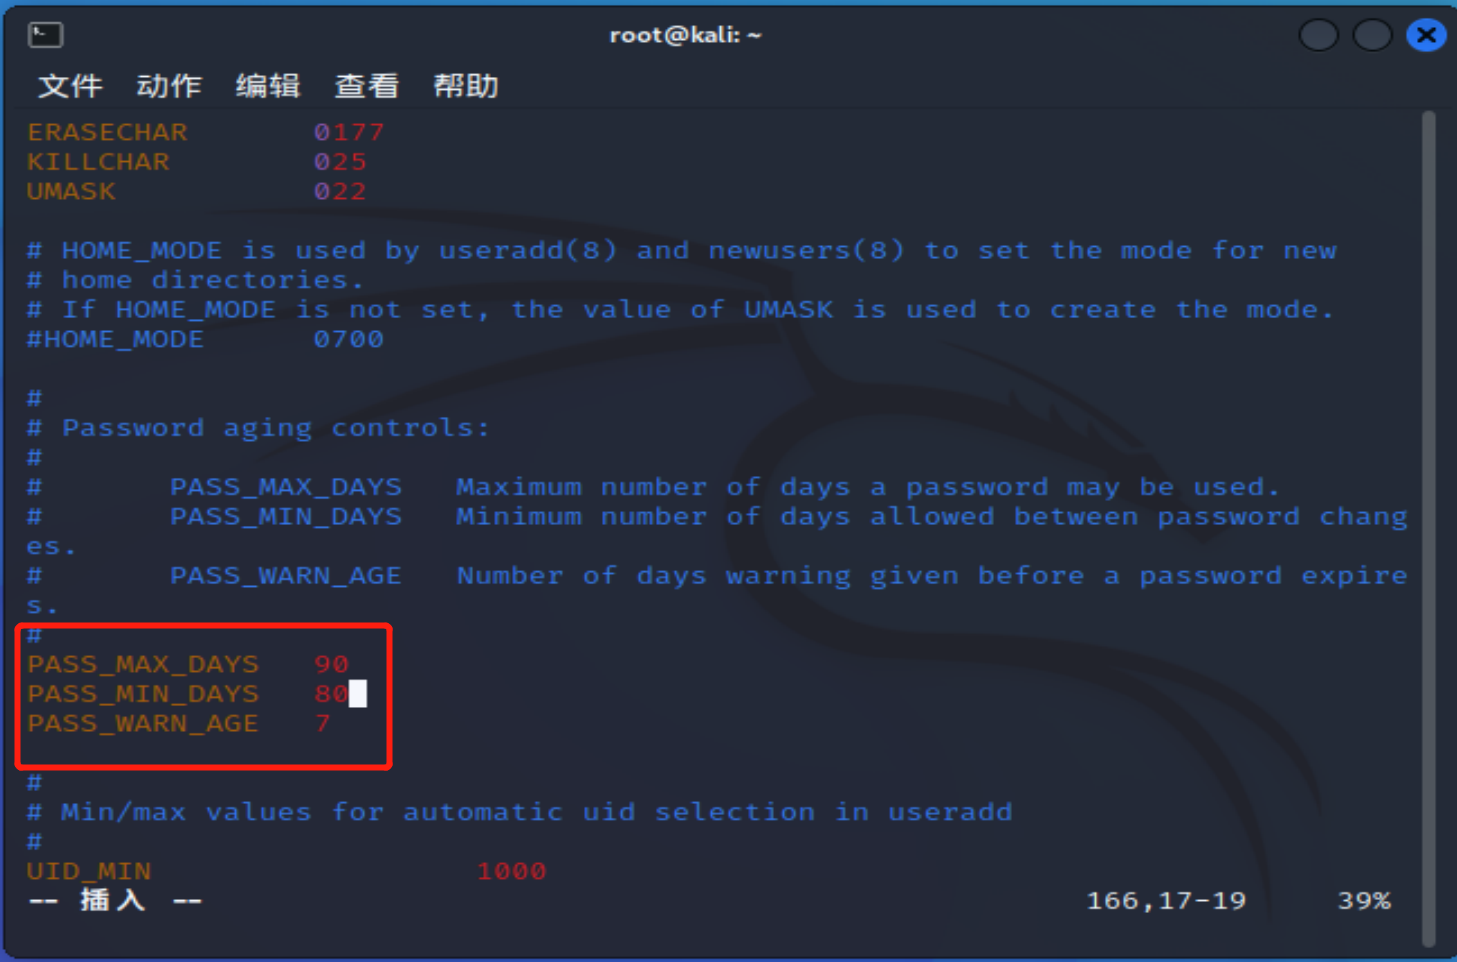 root@kali: ~
文件 动作 编辑 查看 帮助
ERASECHAR 0177
KILLCHAR 025
UMASK 022
# HOME_MODE is used by useradd(8) and newusers(8) to set the mode for new
# home directories.
# If HOME_MODE is not set, the value of UMASK is used to create the mode.
#HOME_MODE 0700
#
# Password aging controls:
#
# PASS_MAX_DAYS Maximum number of days a password may be used.
# PASS_MIN_DAYS Minimum number of days allowed between password chang
es.
# PASS_WARN_AGE Number of days warning given before a password expire
s.
#
PASS_MAX_DAYS 90
PASS_MIN_DAYS 80
PASS_WARN_AGE 7
#
# Min/max values for automatic uid selection in useradd
#
UID_MIN 1000
-- 插入 -- 166,17-19 39%